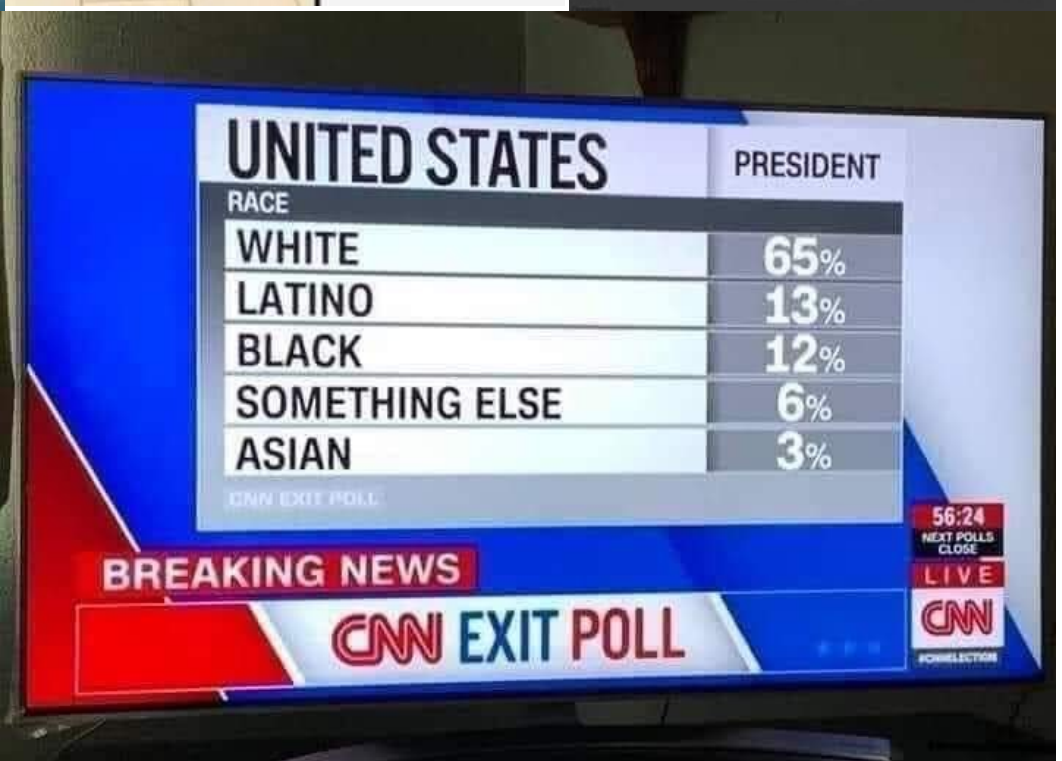 UNITED STATES
PRESIDENT
RACE
WHITE 65%
LATINO 13%
BLACK 12%
SOMETHING ELSE 6%
ASIAN 3%
CNN EXIT POLL
BREAKING NEWS
CNN EXIT POLL
56:24
NEXT POLLS
CLOSE
LIVE
CNN
#CNNELECTION